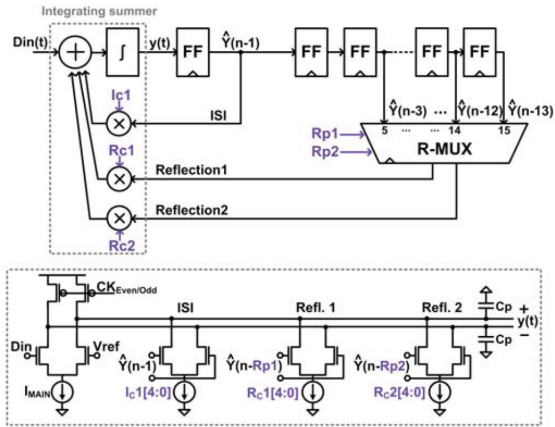 Integrating summer
Din(t) + ∫ y(t) FF Ŷ(n-1) FF FF FF FF
Ic1
ISI
Ŷ(n-3) ... Ŷ(n-12) Ŷ(n-13)
5 ... ... 14 15
Rp1
Rp2
R-MUX
Rc1
Reflection1
Reflection2
Rc2
CK Even/Odd
ISI Refl. 1 Refl. 2 Cp
+
y(t)
−
Cp
Din Vref Ŷ(n-1) Ŷ(n-Rp1) Ŷ(n-Rp2)
IMAIN IC1[4:0] RC1[4:0] RC2[4:0]